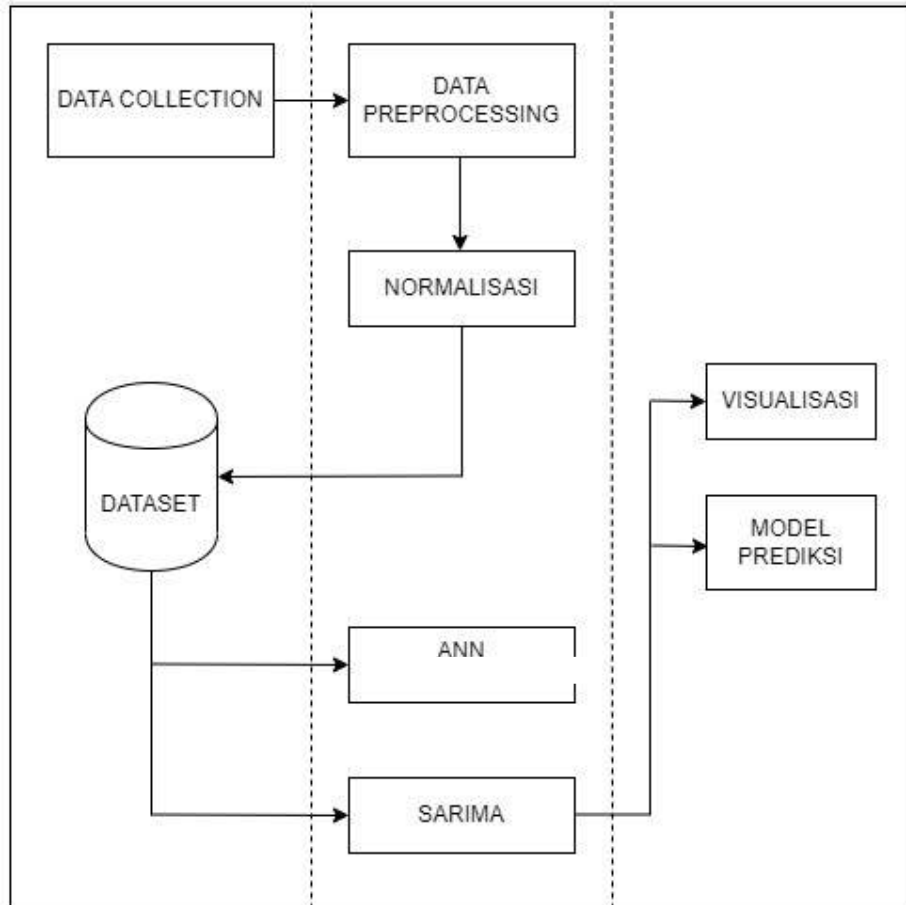 DATA COLLECTION
DATA
PREPROCESSING
NORMALISASI
VISUALISASI
DATASET
MODEL
PREDIKSI
ANN
SARIMA